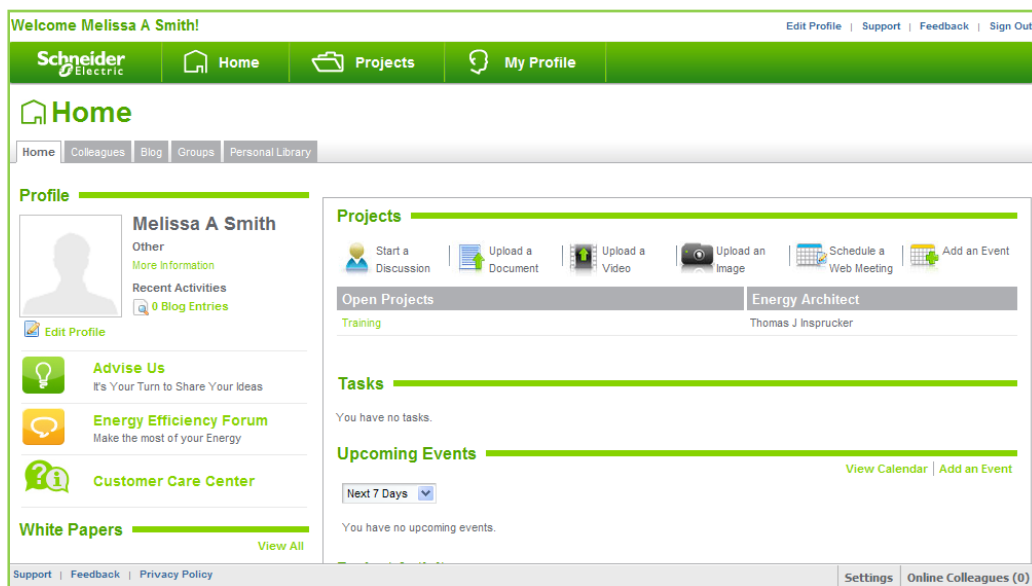 Welcome Melissa A Smith!
Edit Profile | Support | Feedback | Sign Out
Schneider Electric
Home
Projects
My Profile
Home
Home
Colleagues
Blog
Groups
Personal Library
Profile
Melissa A Smith
Other
More Information
Recent Activities
0 Blog Entries
Edit Profile
Advise Us
It's Your Turn to Share Your Ideas
Energy Efficiency Forum
Make the most of your Energy
Customer Care Center
White Papers
View All
Projects
Start a
Discussion
Upload a
Document
Upload a
Video
Upload an
Image
Schedule a
Web Meeting
Add an Event
Open Projects
Energy Architect
Training
Thomas J Insprucker
Tasks
You have no tasks.
Upcoming Events
View Calendar | Add an Event
Next 7 Days
You have no upcoming events.
Support | Feedback | Privacy Policy
Settings
Online Colleagues (0)